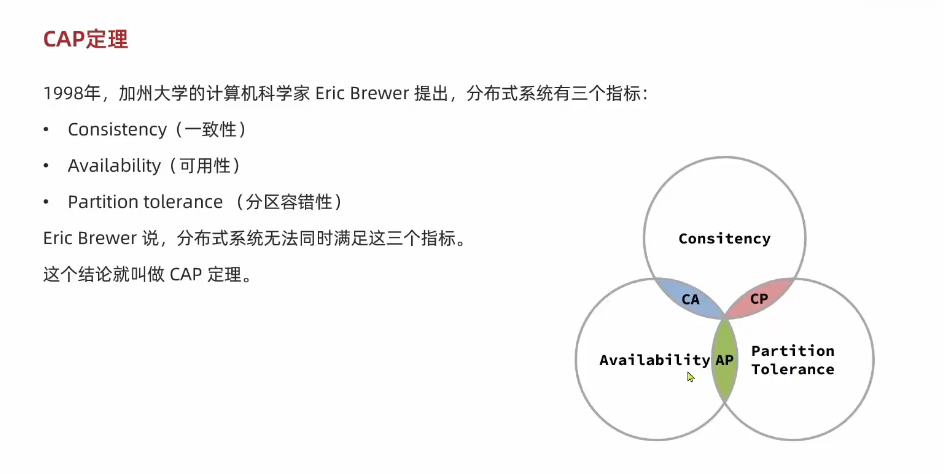 CAP定理
1998年，加州大学的计算机科学家 Eric Brewer 提出，分布式系统有三个指标：
• Consistency（一致性）
• Availability（可用性）
• Partition tolerance （分区容错性）
Eric Brewer 说，分布式系统无法同时满足这三个指标。
这个结论就叫做 CAP 定理。
Consitency
CA
CP
Availability
AP
Partition
Tolerance